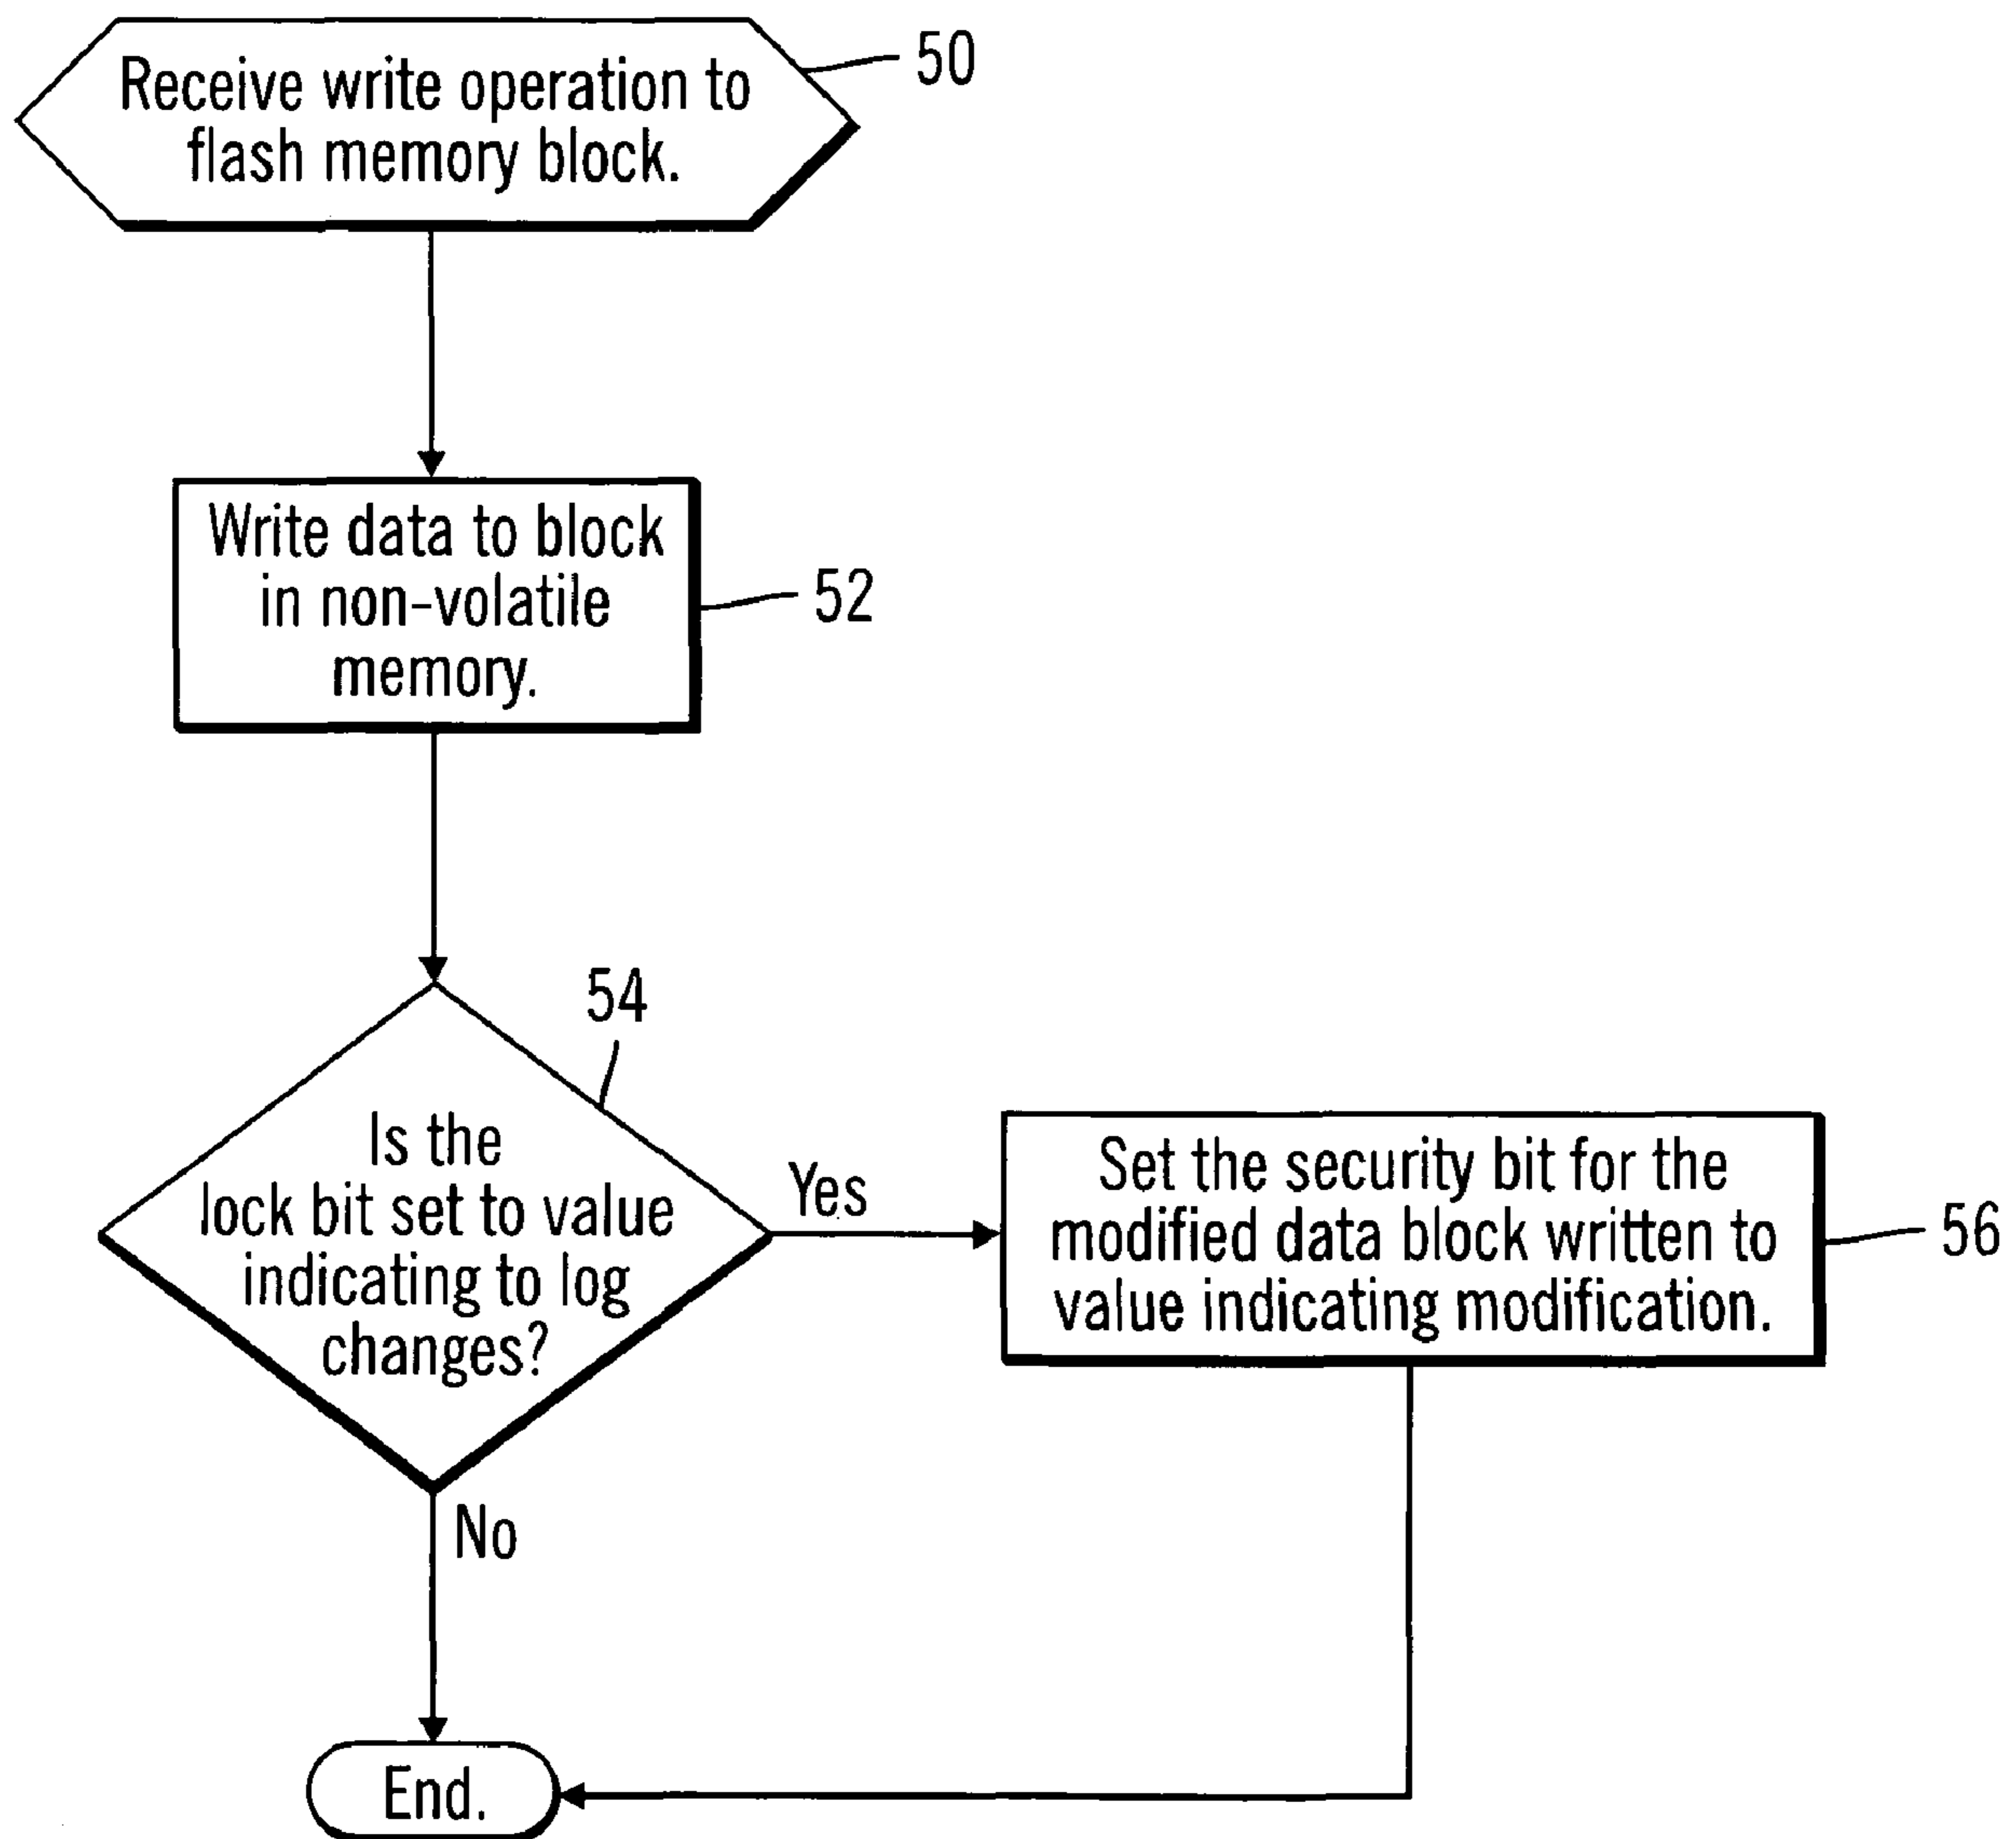 Receive write operation to
flash memory block.
50
Write data to block
in non-volatile
memory.
52
54
Is the
lock bit set to value
indicating to log
changes?
Yes
Set the security bit for the
modified data block written to
value indicating modification.
56
No
End.